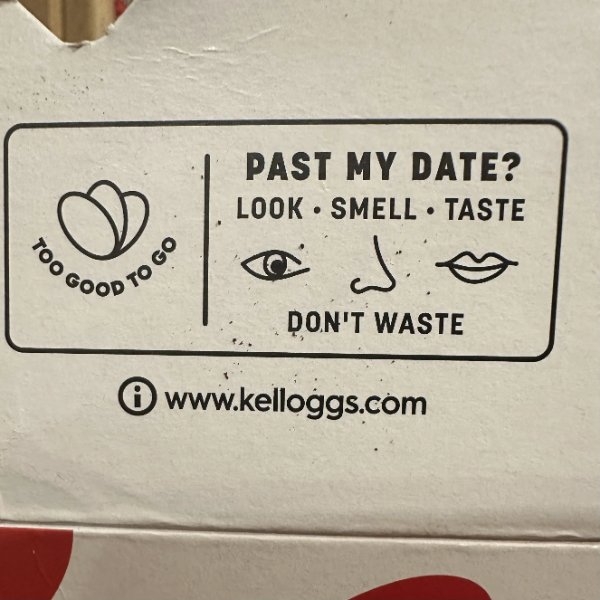 TOO GOOD TO GO
PAST MY DATE?
LOOK • SMELL • TASTE
DON'T WASTE
i www.kelloggs.com